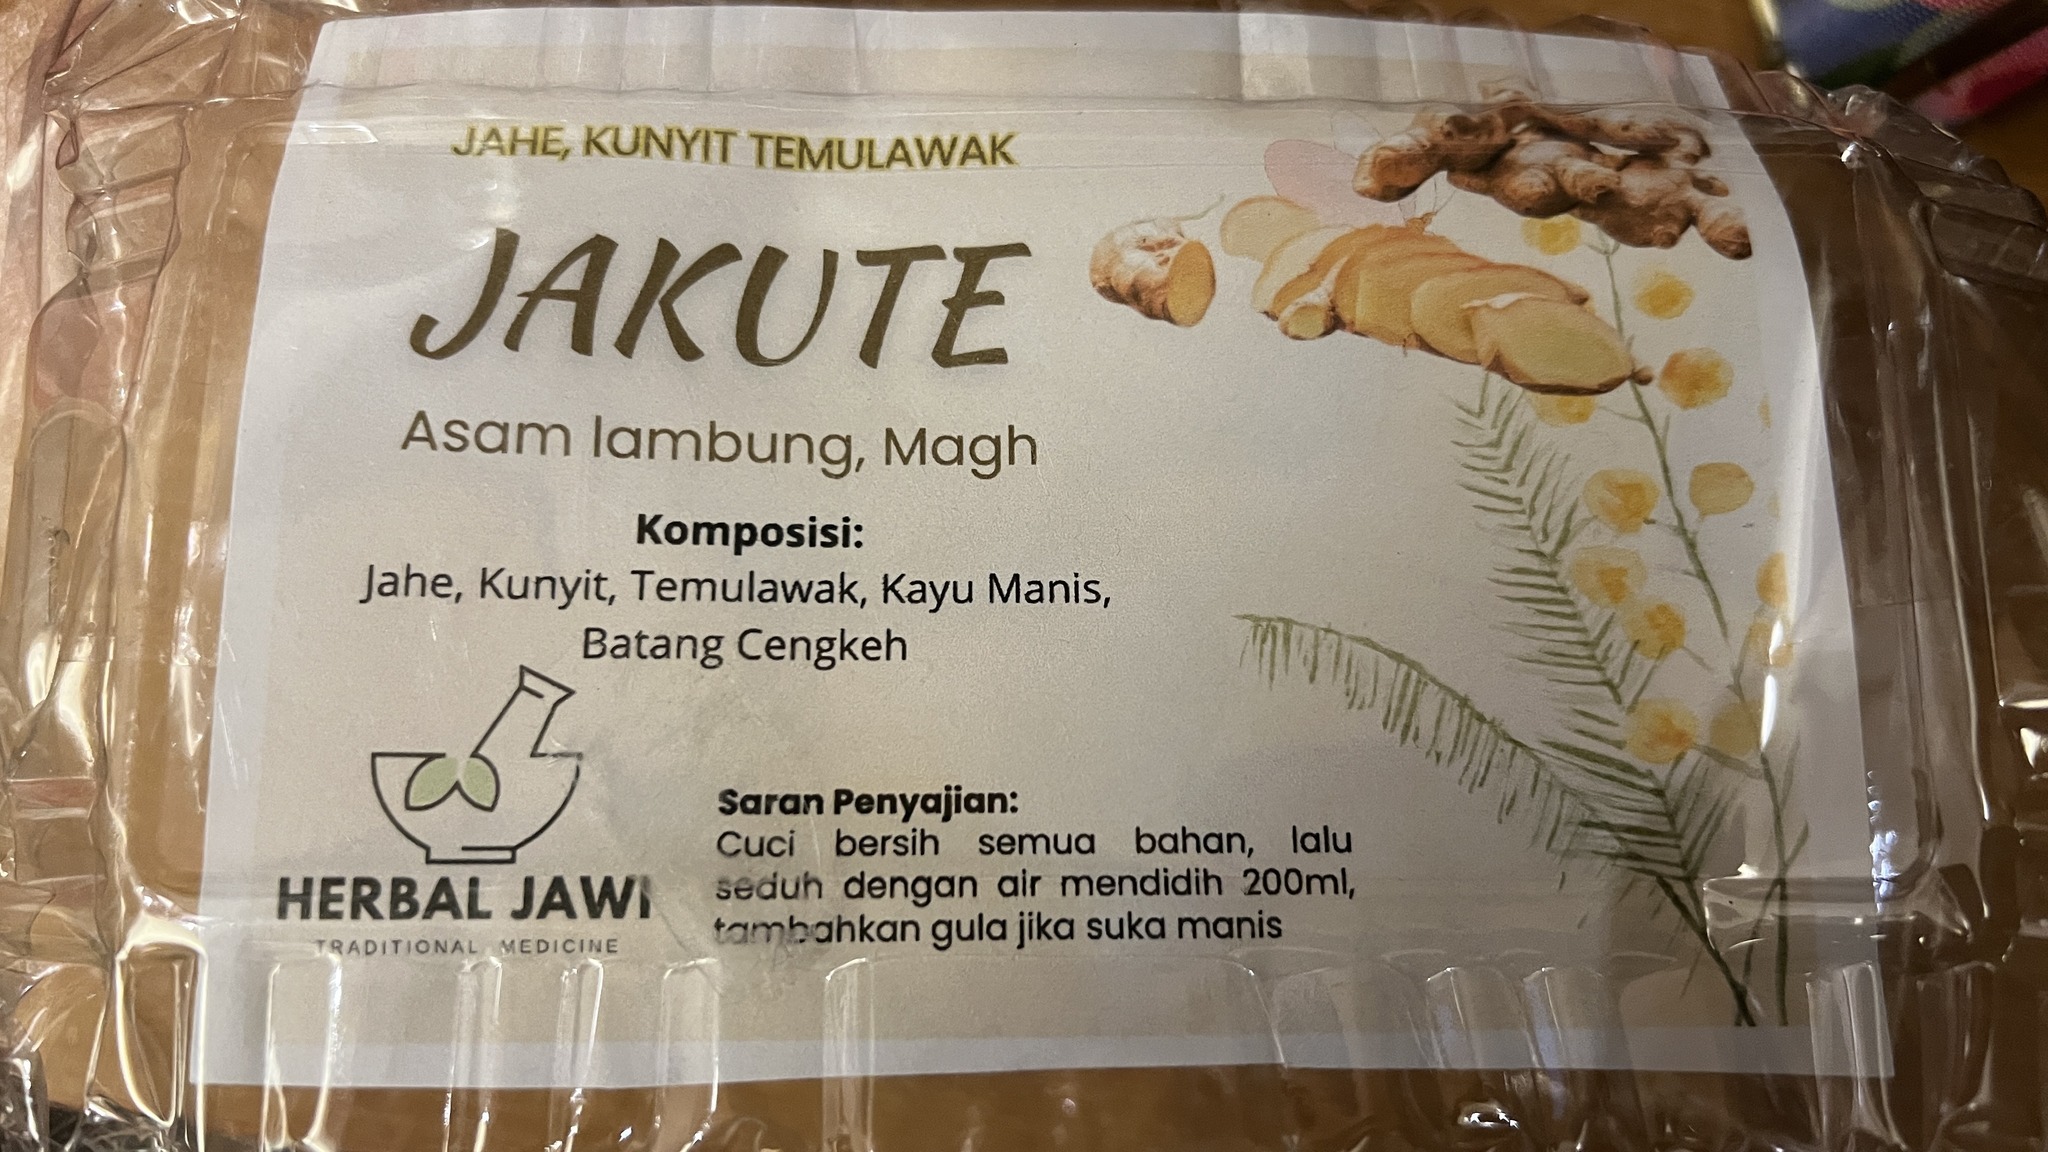 JAHE, KUNYIT TEMULAWAK
JAKUTE
Asam lambung, Magh
Komposisi:
Jahe, Kunyit, Temulawak, Kayu Manis,
Batang Cengkeh
HERBAL JAWI
TRADITIONAL MEDICINE
Saran Penyajian:
Cuci bersih semua bahan, lalu
seduh dengan air mendidih 200ml,
tambahkan gula jika suka manis